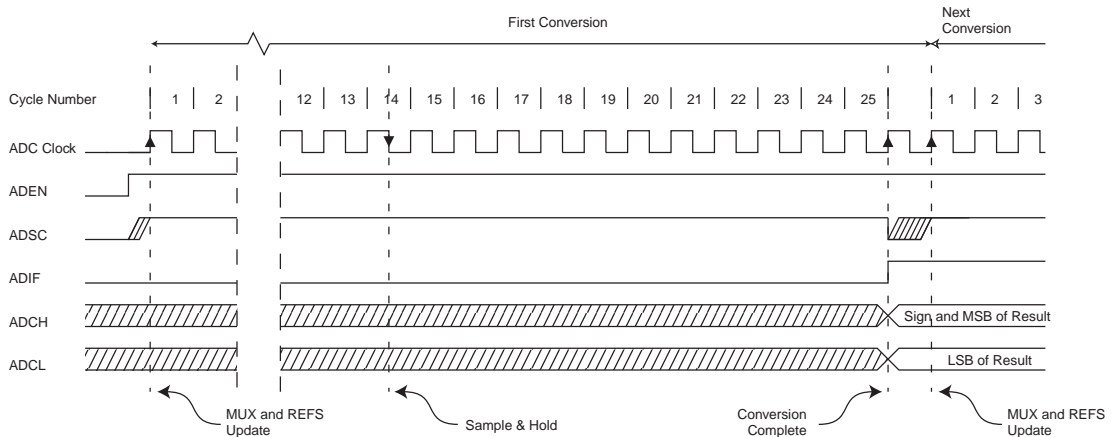 First Conversion
Next
Conversion
Cycle Number 1 2 12 13 14 15 16 17 18 19 20 21 22 23 24 25 1 2 3
ADC Clock
ADEN
ADSC
ADIF
ADCH Sign and MSB of Result
ADCL LSB of Result
MUX and REFS
Update
Sample & Hold
Conversion
Complete
MUX and REFS
Update